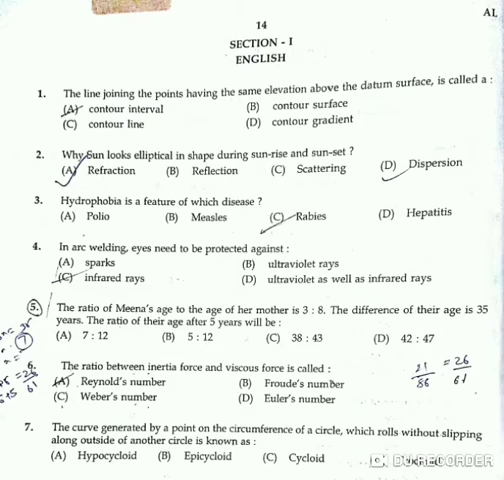 AL
14
SECTION - I
ENGLISH
1. The line joining the points having the same elevation above the datum surface, is called a :
(A) contour interval (B) contour surface
(C) contour line (D) contour gradient
2. Why Sun looks elliptical in shape during sun-rise and sun-set ?
(A) Refraction (B) Reflection (C) Scattering (D) Dispersion
3. Hydrophobia is a feature of which disease ?
(A) Polio (B) Measles (C) Rabies (D) Hepatitis
4. In arc welding, eyes need to be protected against :
(A) sparks (B) ultraviolet rays
(C) infrared rays (D) ultraviolet as well as infrared rays
5. The ratio of Meena's age to the age of her mother is 3 : 8. The difference of their age is 35
years. The ratio of their age after 5 years will be :
(A) 7 : 12 (B) 5 : 12 (C) 38 : 43 (D) 42 : 47
7
6. The ratio between inertia force and viscous force is called :
(A) Reynold's number (B) Froude's number
(C) Weber's number (D) Euler's number
26
61
21/86 = 26/61
7. The curve generated by a point on the circumference of a circle, which rolls without slipping
along outside of another circle is known as :
(A) Hypocycloid (B) Epicycloid (C) Cycloid
DU RECORDER